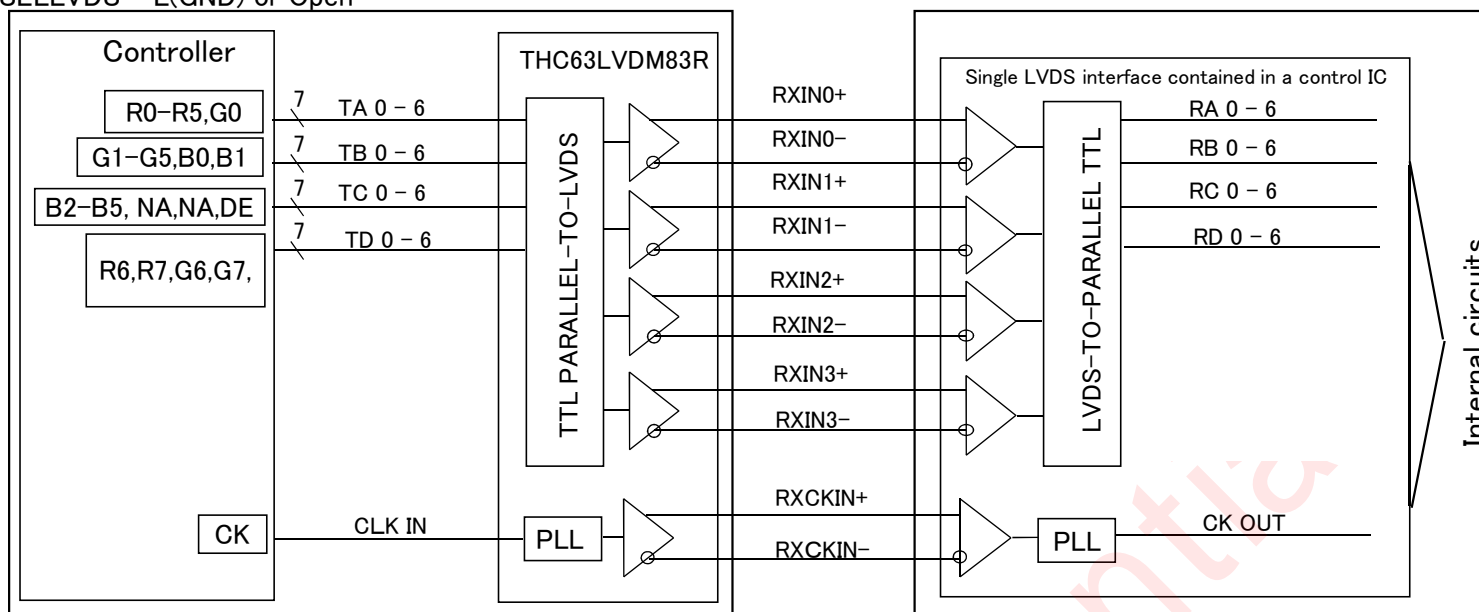 SELLVDS = L(GND) or Open
Controller
THC63LVDM83R
Single LVDS interface contained in a control IC
R0-R5,G0
7
TA 0 - 6
RXIN0+
RA 0 - 6
G1-G5,B0,B1
7
TB 0 - 6
RXIN0-
RB 0 - 6
B2-B5, NA,NA,DE
7
TC 0 - 6
RXIN1+
RC 0 - 6
R6,R7,G6,G7,
7
TD 0 - 6
RXIN1-
RD 0 - 6
TTL PARALLEL-TO-LVDS
LVDS-TO-PARALLEL TTL
RXIN2+
RXIN2-
RXIN3+
RXIN3-
Internal circuits
CK
CLK IN
PLL
RXCKIN+
RXCKIN-
PLL
CK OUT